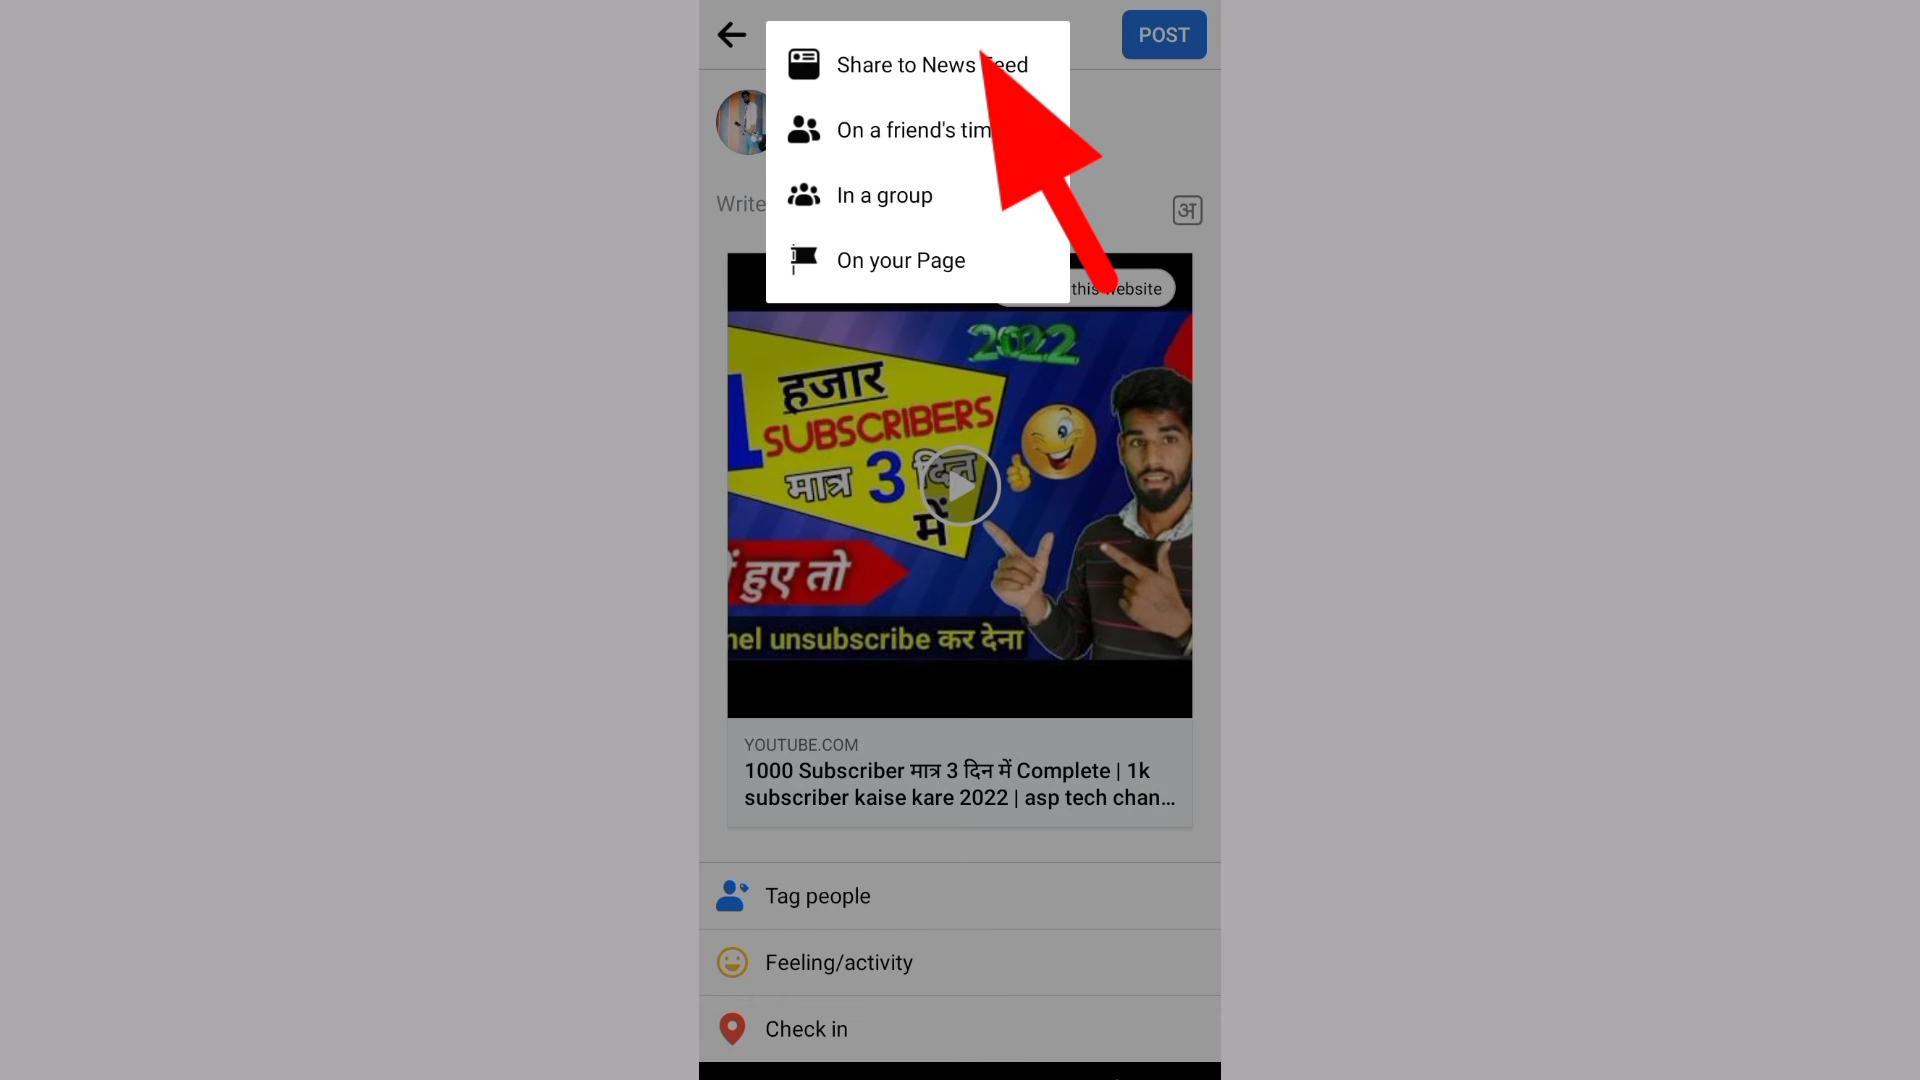 POST
Share to News eed
On a friend's tim
In a group
Write
अ
On your Page
this website
2022
1 हजार
SUBSCRIBERS
मात्र 3 दिन
में
हुए तो
nel unsubscribe कर देना
YOUTUBE.COM
1000 Subscriber मात्र 3 दिन में Complete | 1k
subscriber kaise kare 2022 | asp tech chan...
Tag people
Feeling/activity
Check in